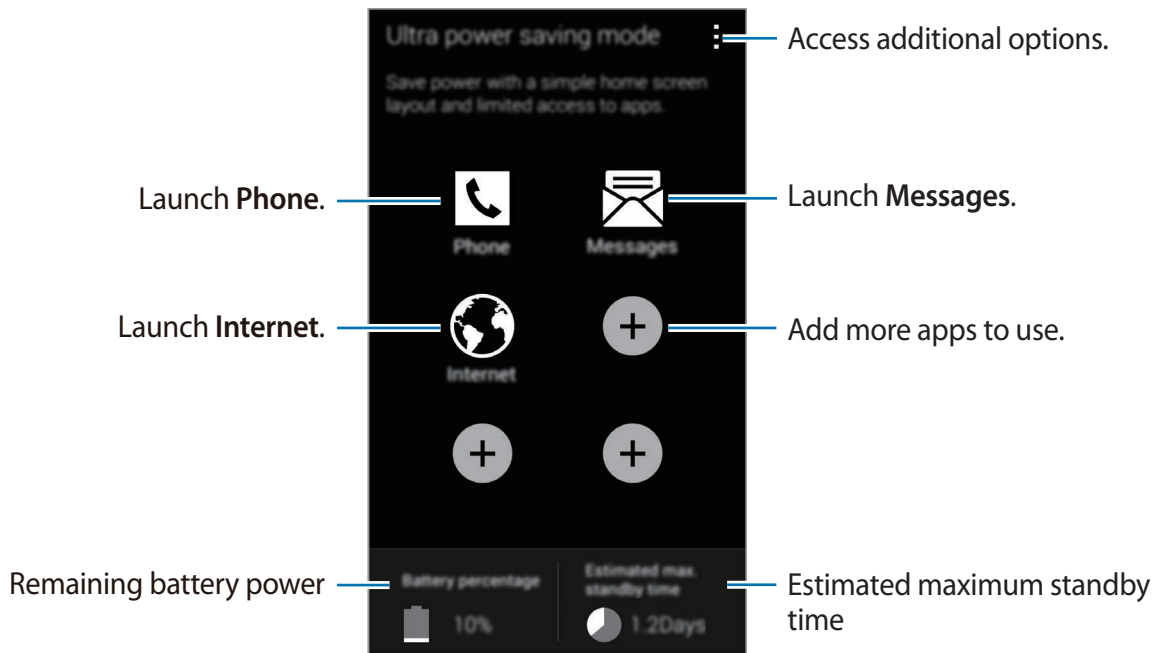 Ultra power saving mode
Access additional options.
Save power with a simple home screen
layout and limited access to apps.
Launch Phone.
Launch Messages.
Phone
Messages
Launch Internet.
Add more apps to use.
Internet
Remaining battery power
Battery percentage
10%
Estimated max.
standby time
1.2Days
Estimated maximum standby
time